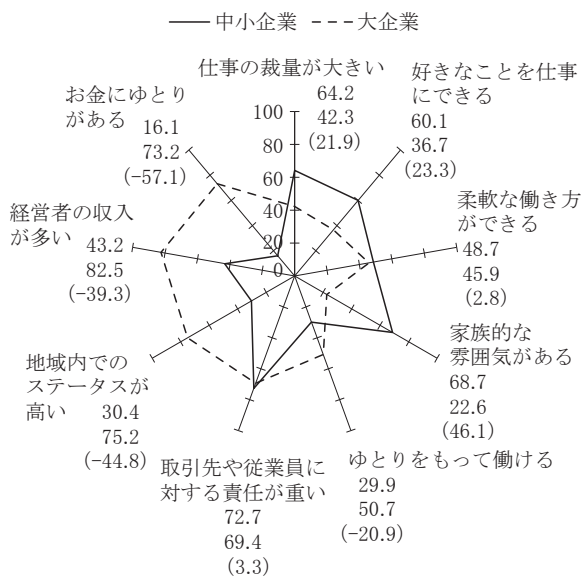 中小企業 大企業
仕事の裁量が大きい
64.2
42.3
(21.9)
好きなことを仕事
にできる
60.1
36.7
(23.3)
柔軟な働き方
ができる
48.7
45.9
(2.8)
家族的な
雰囲気がある
68.7
22.6
(46.1)
ゆとりをもって働ける
29.9
50.7
(-20.9)
取引先や従業員に
対する責任が重い
72.7
69.4
(3.3)
地域内での
ステータスが
高い 30.4
75.2
(-44.8)
経営者の収入
が多い 43.2
82.5
(-39.3)
お金にゆとり
がある 16.1
73.2
(-57.1)
100
80
60
40
20
0